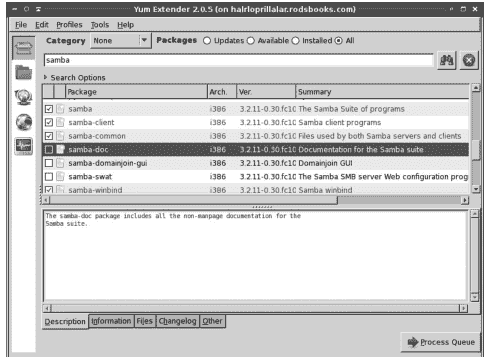 Yum Extender 2.0.5 (on halrloprillalar.rodsbooks.com)
File Edit Profiles Tools Help
Category None Packages Updates Available Installed All
samba
Search Options
Package Arch. Ver. Summary
samba i386 3.2.11-0.30.fc10 The Samba Suite of programs
samba-client i386 3.2.11-0.30.fc10 Samba client programs
samba-common i386 3.2.11-0.30.fc10 Files used by both Samba servers and clients
samba-doc i386 3.2.11-0.30.fc10 Documentation for the Samba suite
samba-domainjoin-gui i386 3.2.11-0.30.fc10 Domainjoin GUI
samba-swat i386 3.2.11-0.30.fc10 The Samba SMB server Web configuration prog
samba-winbind i386 3.2.11-0.30.fc10 Samba winbind
The samba-doc package includes all the non-manpage documentation for the
Samba suite.
Description Information Files Changelog Other
Process Queue